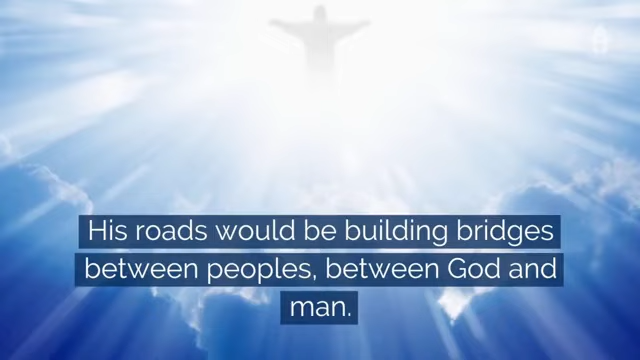 His roads would be building bridges
between peoples, between God and
man.